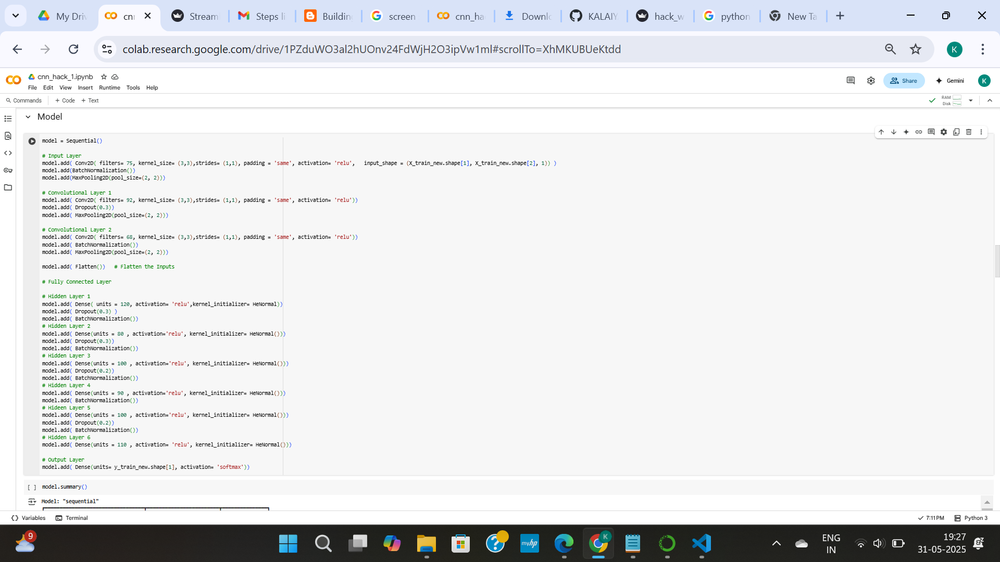 My Dri
cn
Stream
Steps li
Building
screen
cnn_ha
Downlo
KALAIY
hack_w
python
New Ta
colab.research.google.com/drive/1PZduWO3al2hUOnv24FdWjH2O3ipVw1ml#scrollTo=XhMKUBUeKtdd
K
cnn_hack_1.ipynb
File Edit View Insert Runtime Tools Help
Share
Gemini
K
Commands + Code + Text
RAM
Disk
Model
model = Sequential()
# Input Layer
model.add( Conv2D( filters= 75, kernel_size= (3,3),strides= (1,1), padding = 'same', activation= 'relu',   input_shape = (X_train_new.shape[1], X_train_new.shape[2], 1)) )
model.add(BatchNormalization())
model.add(MaxPooling2D(pool_size=(2, 2)))
# Convolutional Layer 1
model.add( Conv2D( filters= 92, kernel_size= (3,3),strides= (1,1), padding = 'same', activation= 'relu'))
model.add( Dropout(0.3))
model.add( MaxPooling2D(pool_size=(2, 2)))
# Convolutional Layer 2
model.add( Conv2D( filters= 68, kernel_size= (3,3),strides= (1,1), padding = 'same', activation= 'relu'))
model.add( BatchNormalization())
model.add( MaxPooling2D(pool_size=(2, 2)))
model.add( Flatten())   # Flatten the Inputs
# Fully Connected Layer
# Hidden Layer 1
model.add( Dense( units = 120, activation= 'relu',kernel_initializer= HeNormal))
model.add( Dropout(0.3) )
model.add( BatchNormalization())
# Hidden Layer 2
model.add( Dense(units = 80 , activation='relu', kernel_initializer= HeNormal()))
model.add( Dropout(0.3))
model.add( BatchNormalization())
# Hidden Layer 3
model.add( Dense(units = 100 , activation='relu', kernel_initializer= HeNormal()))
model.add( Dropout(0.2))
model.add( BatchNormalization())
# Hidden Layer 4
model.add( Dense(units = 90 , activation='relu', kernel_initializer= HeNormal()))
model.add( BatchNormalization())
# Hideen Layer 5
model.add( Dense(units = 100 , activation='relu', kernel_initializer= HeNormal()))
model.add( Dropout(0.2))
model.add( BatchNormalization())
# Hidden Layer 6
model.add( Dense(units = 110 , activation= 'relu', kernel_initializer= HeNormal()))
# Output Layer
model.add( Dense(units= y_train_new.shape[1], activation= 'softmax'))
[ ] model.summary()
Model: "sequential"
Variables
Terminal
7:11 PM
Python 3
9
myhp
K
ENG
IN
19:27
31-05-2025